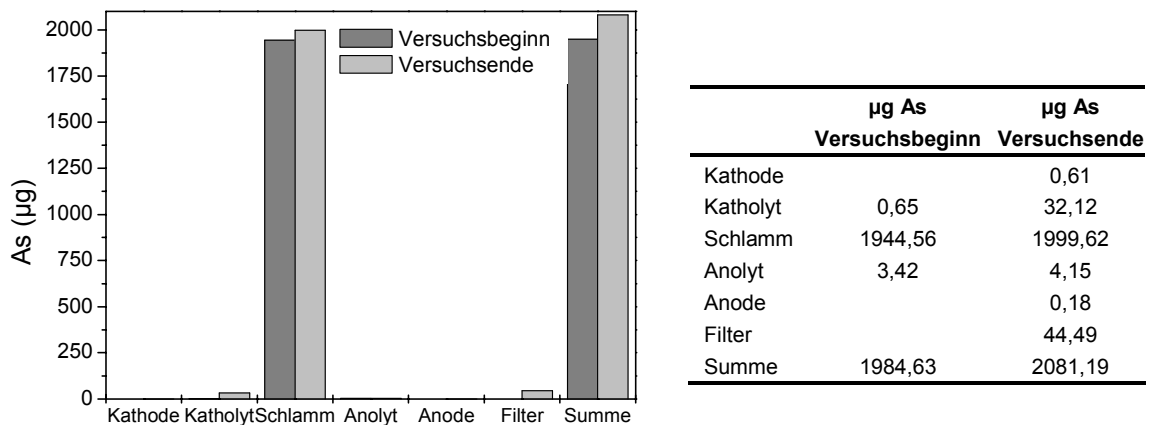 2000
1750
1500
1250
1000
750
500
250
0
As (µg)
Versuchsbeginn
Versuchsende
Kathode Katholyt Schlamm Anolyt Anode Filter Summe
µg As µg As
Versuchsbeginn Versuchsende
Kathode 0,61
Katholyt 0,65 32,12
Schlamm 1944,56 1999,62
Anolyt 3,42 4,15
Anode 0,18
Filter 44,49
Summe 1984,63 2081,19